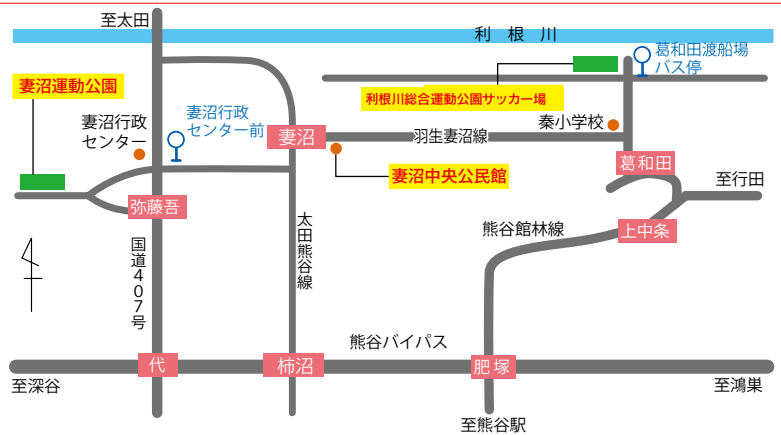 至太田
利 根 川
葛和田渡船場
バス停
妻沼運動公園
利根川総合運動公園サッカー場
妻沼行政
センター前
妻沼行政
センター
秦小学校
妻沼
羽生妻沼線
葛和田
妻沼中央公民館
至行田
弥藤吾
上中条
熊谷館林線
太田熊谷線
国道407号
熊谷バイパス
代
柿沼
肥塚
至深谷
至鴻巣
至熊谷駅